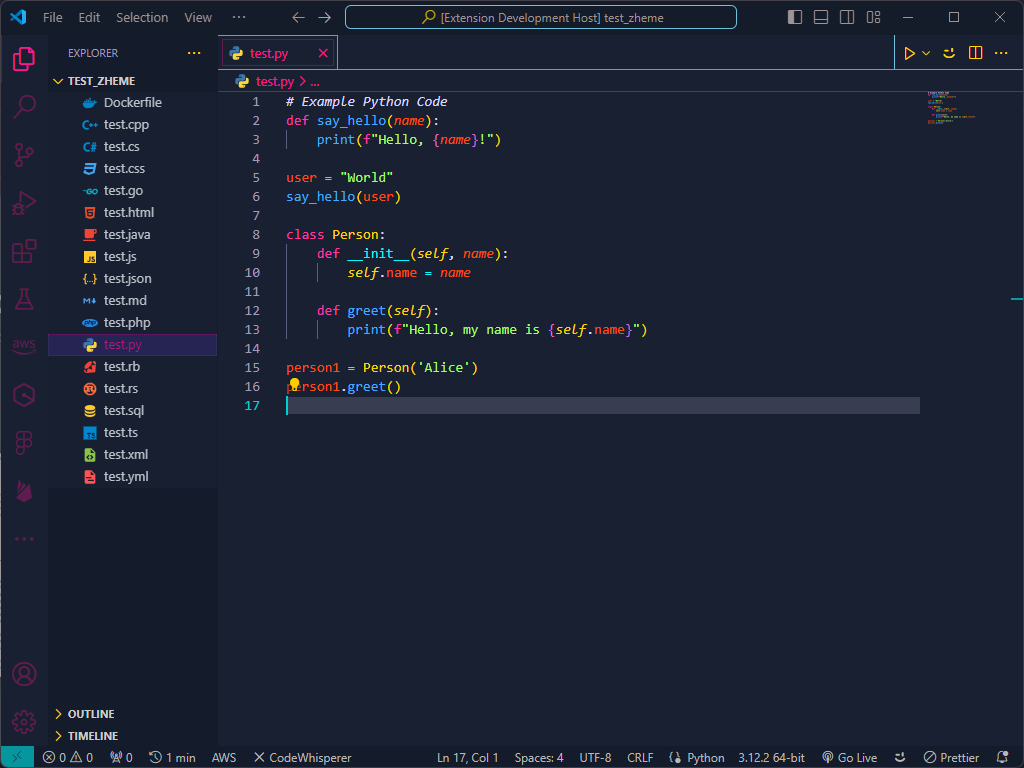 File Edit Selection View ···
[Extension Development Host] test_zheme
EXPLORER ···
TEST_ZHEME
Dockerfile
test.cpp
test.cs
test.css
test.go
test.html
test.java
test.js
test.json
test.md
test.php
test.py
test.rb
test.rs
test.sql
test.ts
test.xml
test.yml
OUTLINE
TIMELINE
aws
test.py
test.py > ...
1 # Example Python Code
2 def say_hello(name):
3 print(f"Hello, {name}!")
4
5 user = "World"
6 say_hello(user)
7
8 class Person:
9 def __init__(self, name):
10 self.name = name
11
12 def greet(self):
13 print(f"Hello, my name is {self.name}")
14
15 person1 = Person('Alice')
16 person1.greet()
17
0 0 0 1 min AWS CodeWhisperer Ln 17, Col 1 Spaces: 4 UTF-8 CRLF Python 3.12.2 64-bit Go Live Prettier